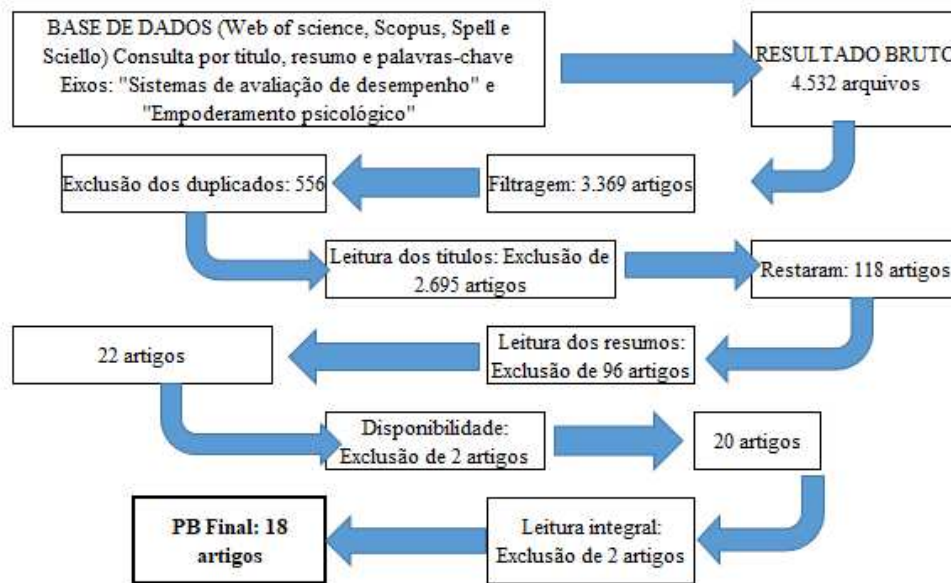 BASE DE DADOS (Web of science, Scopus, Spell e
Sciello) Consulta por título, resumo e palavras-chave
Eixos: "Sistemas de avaliação de desempenho" e
"Empoderamento psicológico"
RESULTADO BRUTO
4.532 arquivos
Exclusão dos duplicados: 556
Filtragem: 3.369 artigos
Leitura dos títulos: Exclusão de
2.695 artigos
Restaram: 118 artigos
22 artigos
Leitura dos resumos:
Exclusão de 96 artigos
Disponibilidade:
Exclusão de 2 artigos
20 artigos
PB Final: 18
artigos
Leitura integral:
Exclusão de 2 artigos